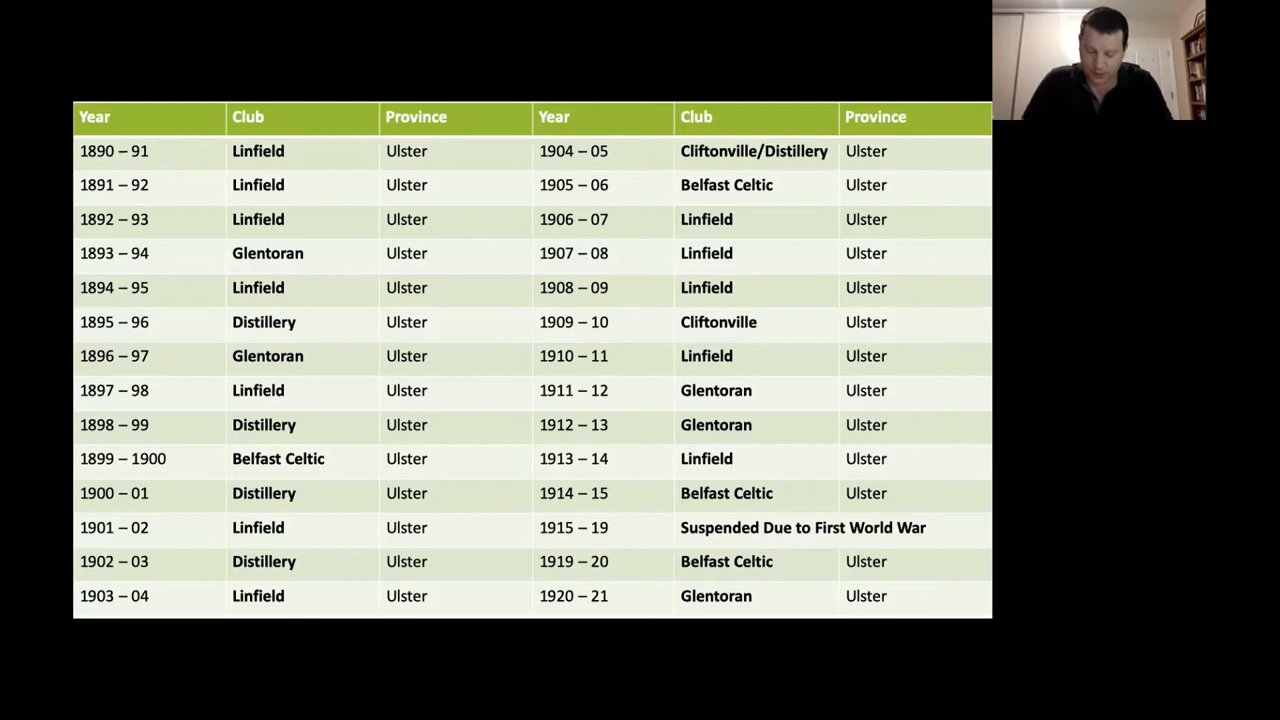 Year Club Province Year Club Province
1890 – 91 Linfield Ulster 1904 – 05 Cliftonville/Distillery Ulster
1891 – 92 Linfield Ulster 1905 – 06 Belfast Celtic Ulster
1892 – 93 Linfield Ulster 1906 – 07 Linfield Ulster
1893 – 94 Glentoran Ulster 1907 – 08 Linfield Ulster
1894 – 95 Linfield Ulster 1908 – 09 Linfield Ulster
1895 – 96 Distillery Ulster 1909 – 10 Cliftonville Ulster
1896 – 97 Glentoran Ulster 1910 – 11 Linfield Ulster
1897 – 98 Linfield Ulster 1911 – 12 Glentoran Ulster
1898 – 99 Distillery Ulster 1912 – 13 Glentoran Ulster
1899 – 1900 Belfast Celtic Ulster 1913 – 14 Linfield Ulster
1900 – 01 Distillery Ulster 1914 – 15 Belfast Celtic Ulster
1901 – 02 Linfield Ulster 1915 – 19 Suspended Due to First World War
1902 – 03 Distillery Ulster 1919 – 20 Belfast Celtic Ulster
1903 – 04 Linfield Ulster 1920 – 21 Glentoran Ulster